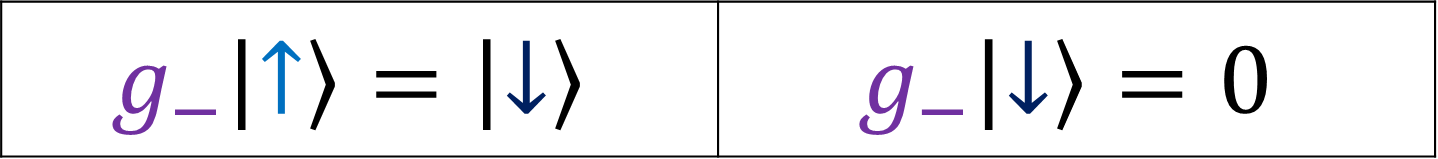 g₋|↑⟩ = |↓⟩
g₋|↓⟩ = 0